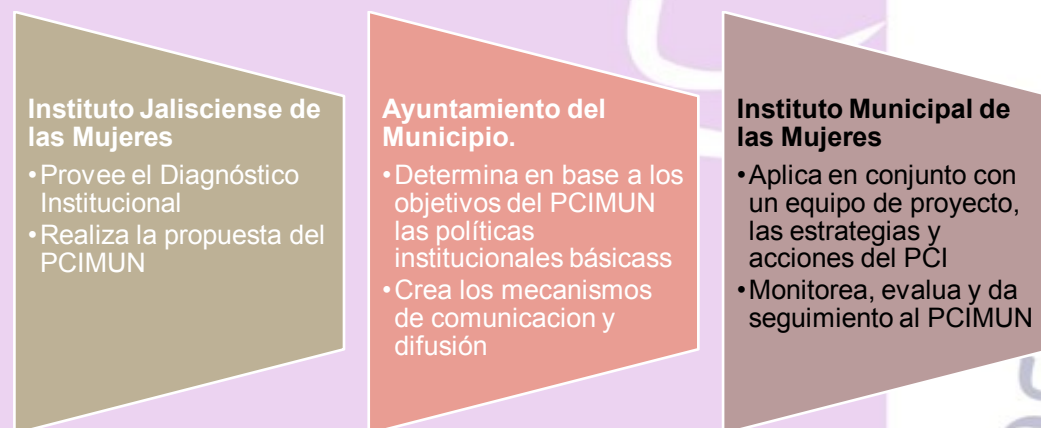 Instituto Jalisciense de
las Mujeres
•Provee el Diagnóstico
Institucional
•Realiza la propuesta del
PCIMUN
Ayuntamiento del
Municipio.
•Determina en base a los
objetivos del PCIMUN
las políticas
institucionales básicass
•Crea los mecanismos
de comunicacion y
difusión
Instituto Municipal de
las Mujeres
•Aplica en conjunto con
un equipo de proyecto,
las estrategias y
acciones del PCI
•Monitorea, evalua y da
seguimiento al PCIMUN